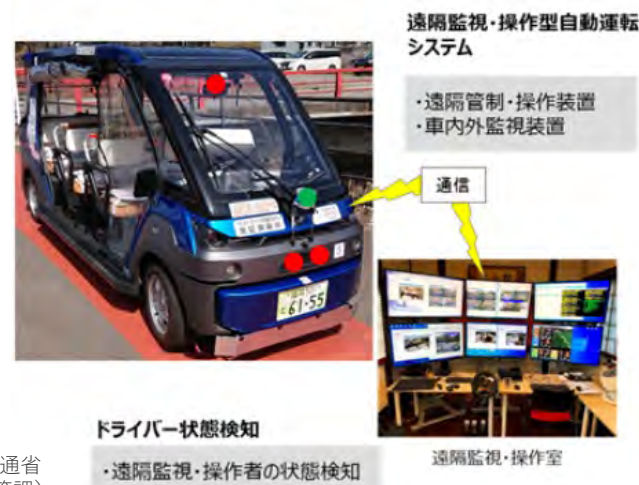 遠隔監視・操作型自動運転
システム
・遠隔管制・操作装置
・車内外監視装置
通信
61-55
遠隔監視・操作室
ドライバー状態検知
・遠隔監視・操作者の状態検知
通省